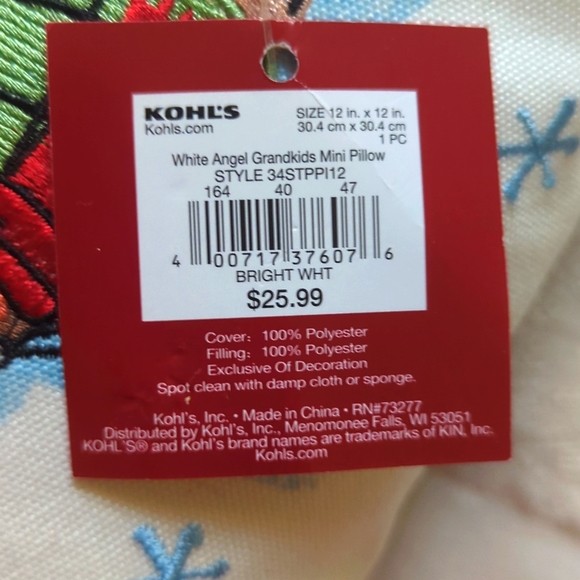 KOHL'S
Kohls.com
SIZE 12 in. x 12 in.
30.4 cm x 30.4 cm
1 PC
White Angel Grandkids Mini Pillow
STYLE 34STPPI12
164 40 47
4 00717 37607 6
BRIGHT WHT
$25.99
Cover: 100% Polyester
Filling: 100% Polyester
Exclusive Of Decoration
Spot clean with damp cloth or sponge.
Kohl's, Inc. • Made in China • RN#73277
Distributed by Kohl's, Inc., Menomonee Falls, WI 53051
KOHL'S® and Kohl's brand names are trademarks of KIN, Inc.
Kohls.com